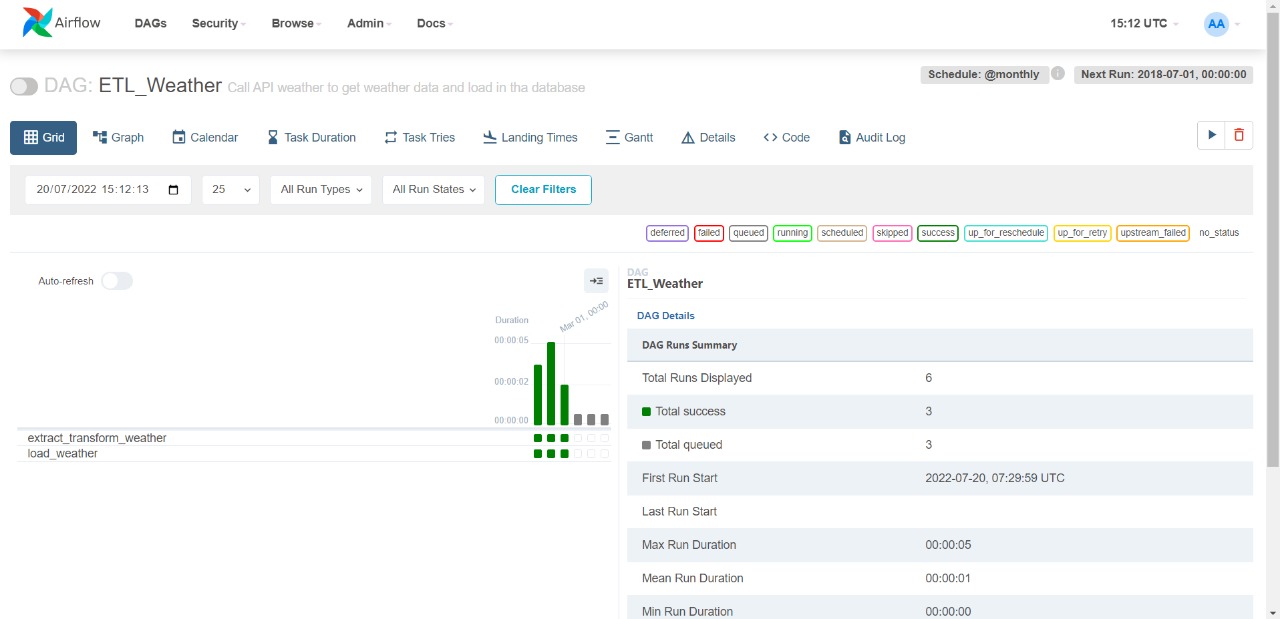 Airflow DAGs Security Browse Admin Docs 15:12 UTC AA
DAG: ETL_Weather Call API weather to get weather data and load in tha database Schedule: @monthly i Next Run: 2018-07-01, 00:00:00
Grid Graph Calendar Task Duration Task Tries Landing Times Gantt Details Code Audit Log
20/07/2022 15:12:13 25 All Run Types All Run States Clear Filters
deferred failed queued running scheduled skipped success up_for_reschedule up_for_retry upstream_failed no_status
Auto-refresh
Duration
Mar 01, 00:00
00:00:05
00:00:02
00:00:00
extract_transform_weather
load_weather
DAG
ETL_Weather
DAG Details
DAG Runs Summary
Total Runs Displayed 6
Total success 3
Total queued 3
First Run Start 2022-07-20, 07:29:59 UTC
Last Run Start
Max Run Duration 00:00:05
Mean Run Duration 00:00:01
Min Run Duration 00:00:00